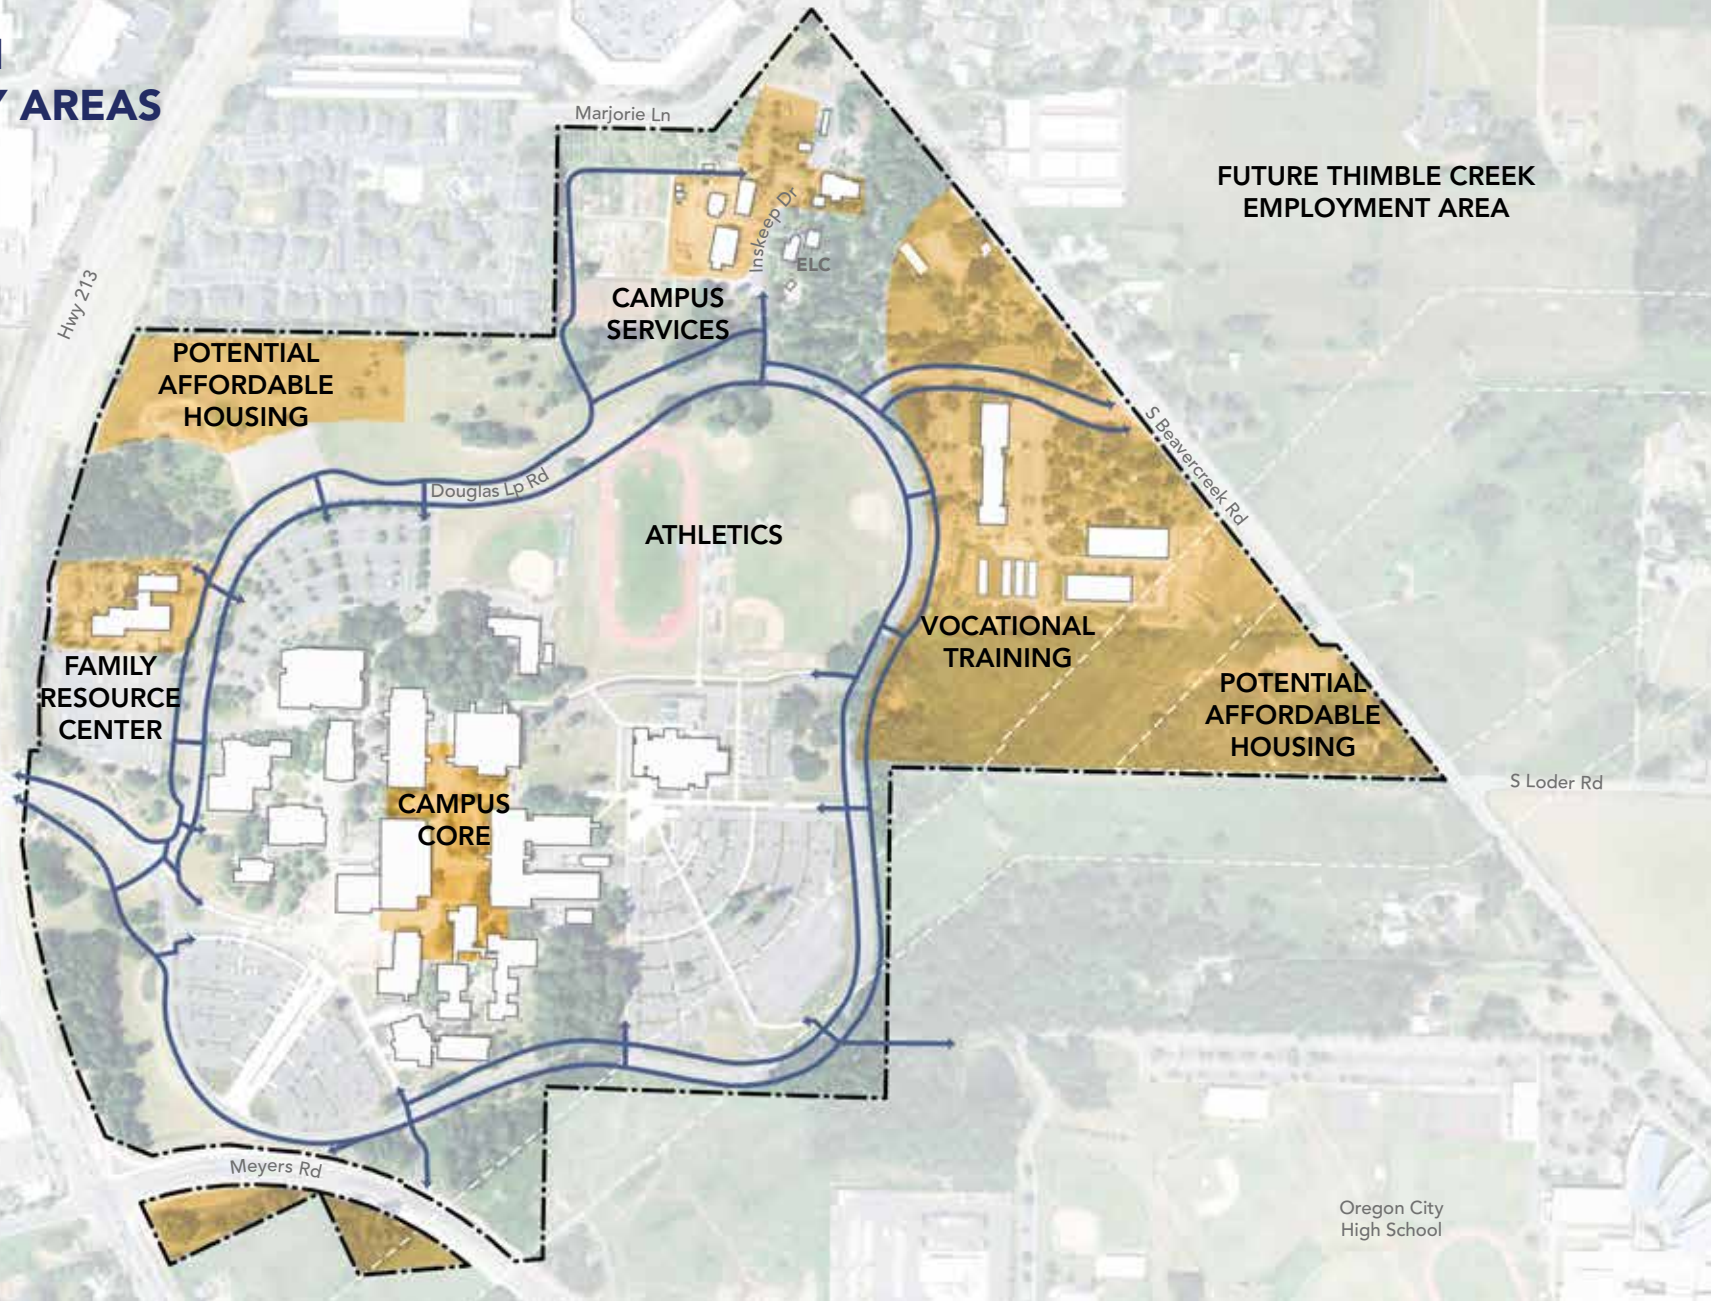 AREAS
Marjorie Ln
FUTURE THIMBLE CREEK
EMPLOYMENT AREA
Inskeep Dr
ELC
Hwy 213
CAMPUS
SERVICES
POTENTIAL
AFFORDABLE
HOUSING
S Beavercreek Rd
Douglas Lp Rd
ATHLETICS
VOCATIONAL
TRAINING
FAMILY
RESOURCE
CENTER
POTENTIAL
AFFORDABLE
HOUSING
S Loder Rd
CAMPUS
CORE
Meyers Rd
Oregon City
High School